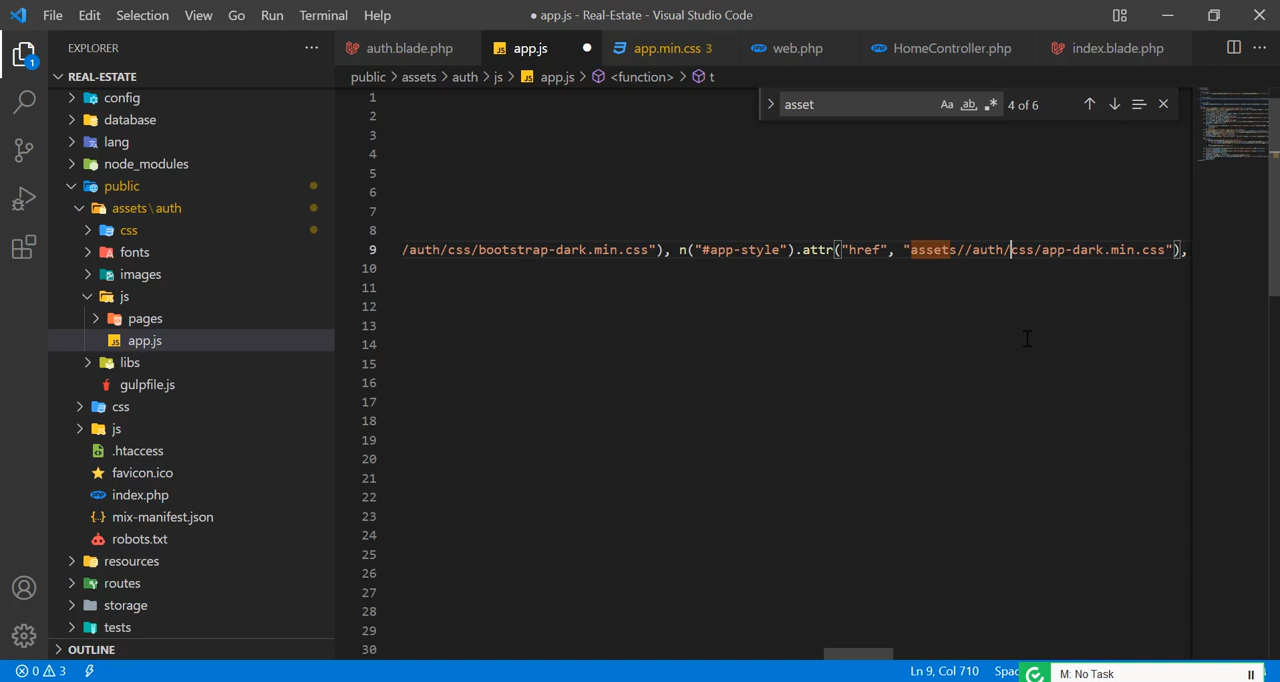 File Edit Selection View Go Run Terminal Help ● app.js - Real-Estate - Visual Studio Code
EXPLORER ··· auth.blade.php app.js app.min.css 3 web.php HomeController.php index.blade.php ···
REAL-ESTATE
public > assets > auth > js > app.js > <function> > t
asset Aa ab, .* 4 of 6
config
database
lang
node_modules
public
assets \ auth
css
fonts
images
js
pages
app.js
libs
gulpfile.js
css
js
.htaccess
favicon.ico
index.php
mix-manifest.json
robots.txt
resources
routes
storage
tests
OUTLINE
1
2
3
4
5
6
7
8
9 /auth/css/bootstrap-dark.min.css"), n("#app-style").attr("href", "assets//auth/css/app-dark.min.css"),
10
11
12
13
14
15
16
17
18
19
20
21
22
23
24
25
26
27
28
29
30
1
0 3 Ln 9, Col 710 Spac M: No Task